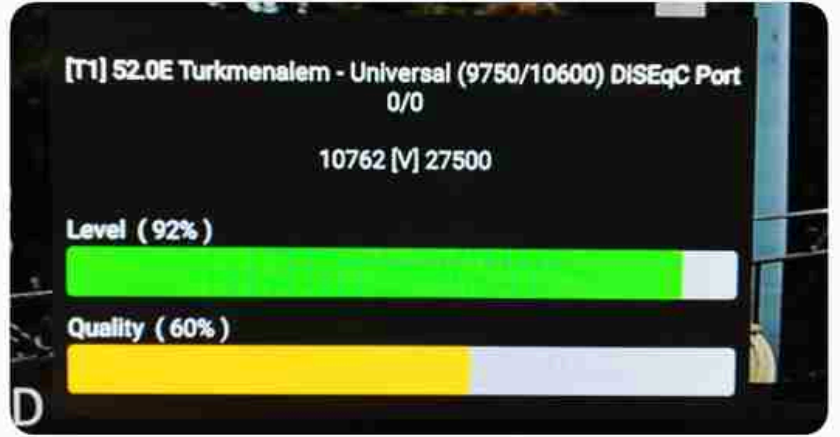 [T1] 52.0E Turkmenalem - Universal (9750/10600) DISEqC Port
0/0
10762 [V] 27500
Level ( 92% )
Quality ( 60% )
D